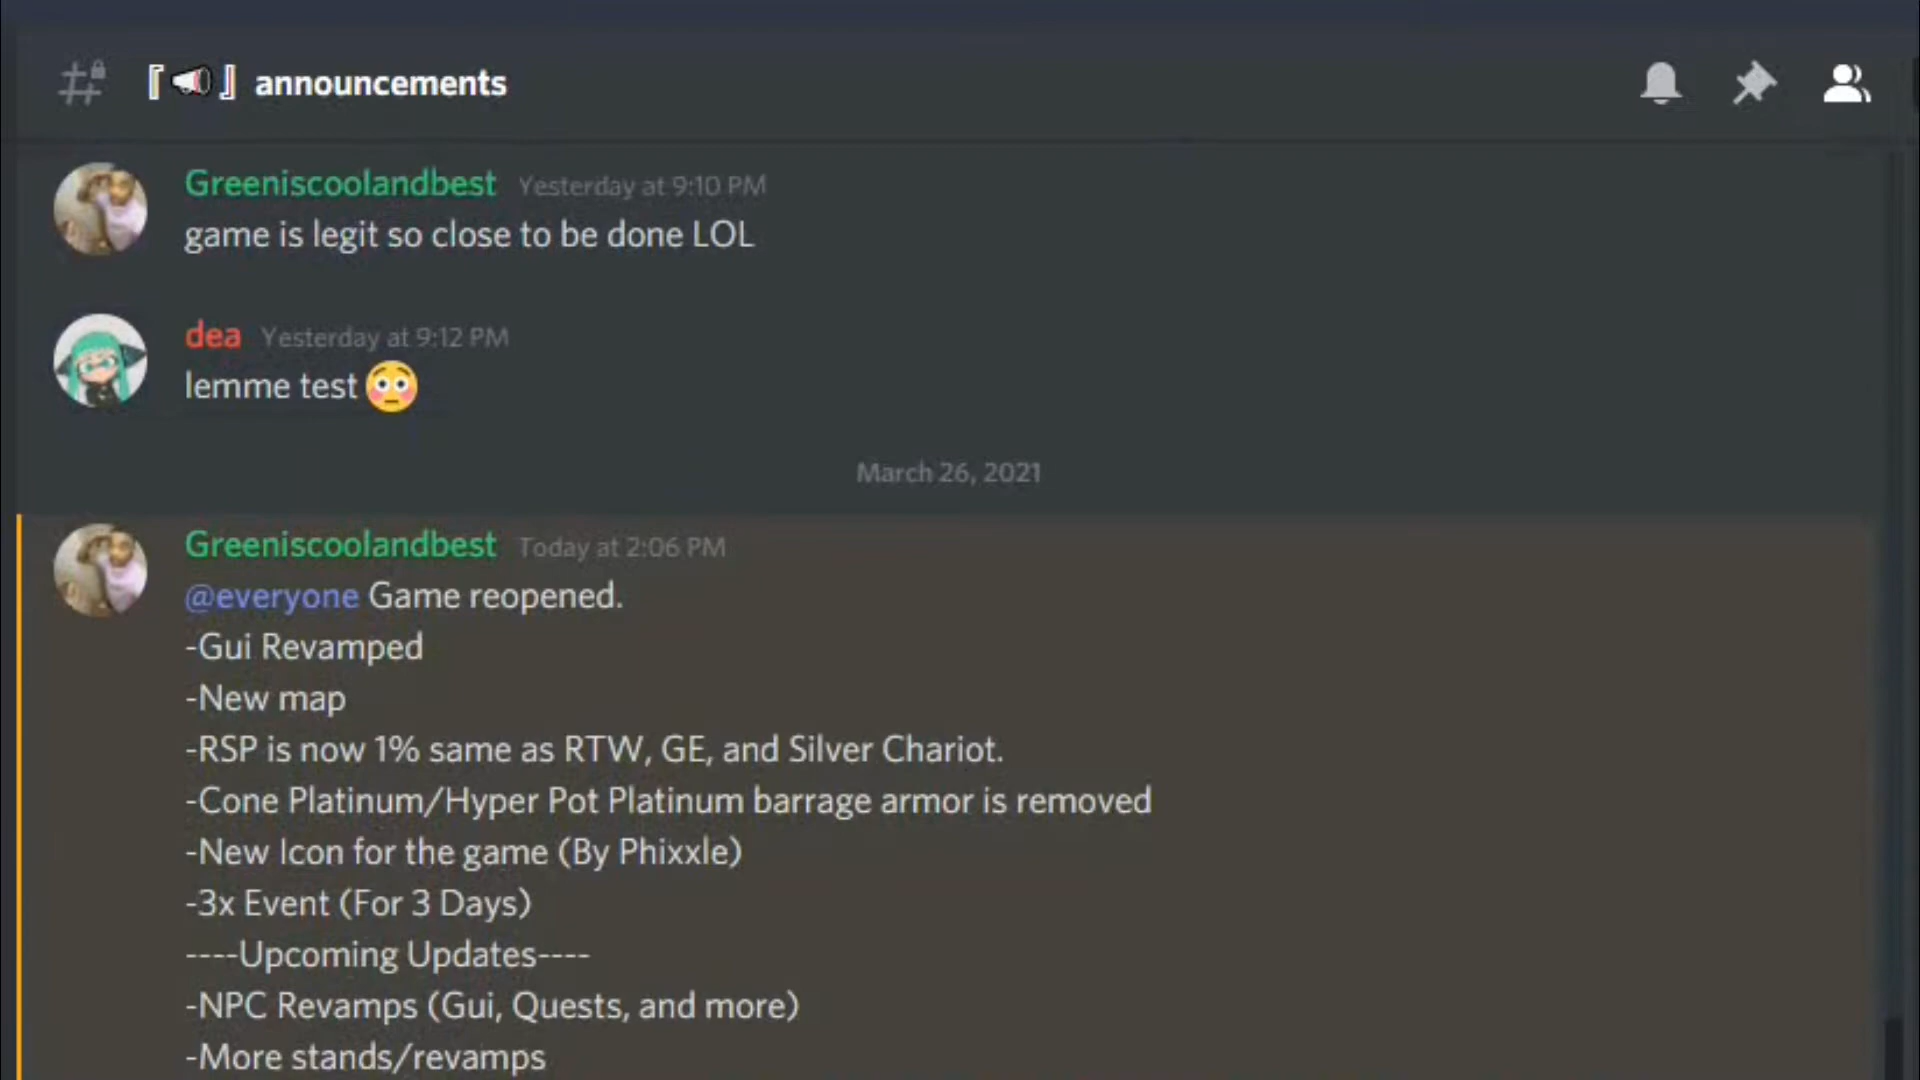 『📢』announcements
Greeniscoolandbest Yesterday at 9:10 PM
game is legit so close to be done LOL
dea Yesterday at 9:12 PM
lemme test 😳
March 26, 2021
Greeniscoolandbest Today at 2:06 PM
@everyone Game reopened.
-Gui Revamped
-New map
-RSP is now 1% same as RTW, GE, and Silver Chariot.
-Cone Platinum/Hyper Pot Platinum barrage armor is removed
-New Icon for the game (By Phixxle)
-3x Event (For 3 Days)
----Upcoming Updates----
-NPC Revamps (Gui, Quests, and more)
-More stands/revamps